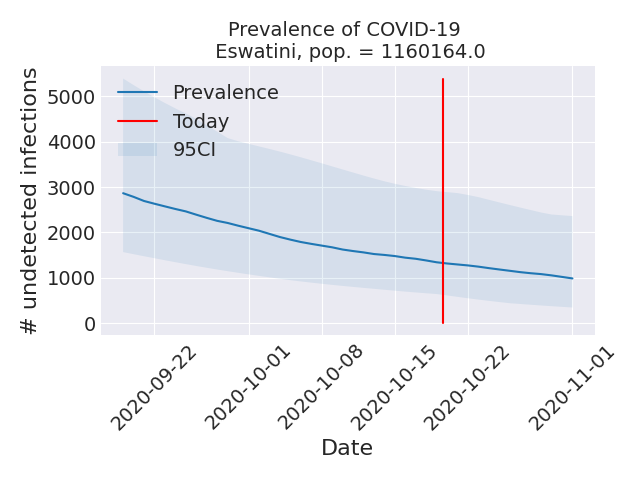 Prevalence of COVID-19
Eswatini, pop. = 1160164.0
Prevalence
Today
95CI
# undetected infections
5000
4000
3000
2000
1000
0
2020-09-22
2020-10-01
2020-10-08
2020-10-15
2020-10-22
2020-11-01
Date